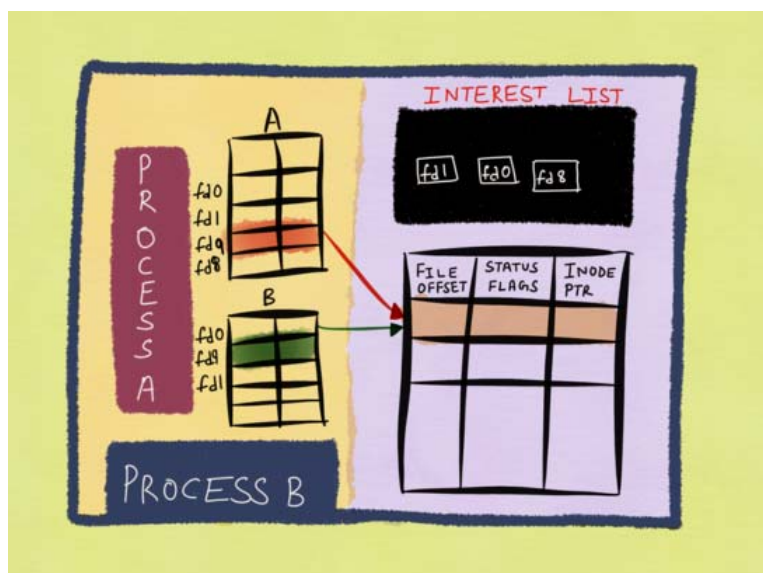 INTEREST LIST
fd1 fd0 fd8
PROCESS A
A
fd0
fd1
fd9
fd8
B
fd0
fd9
fd1
FILE OFFSET
STATUS FLAGS
INODE PTR
PROCESS B